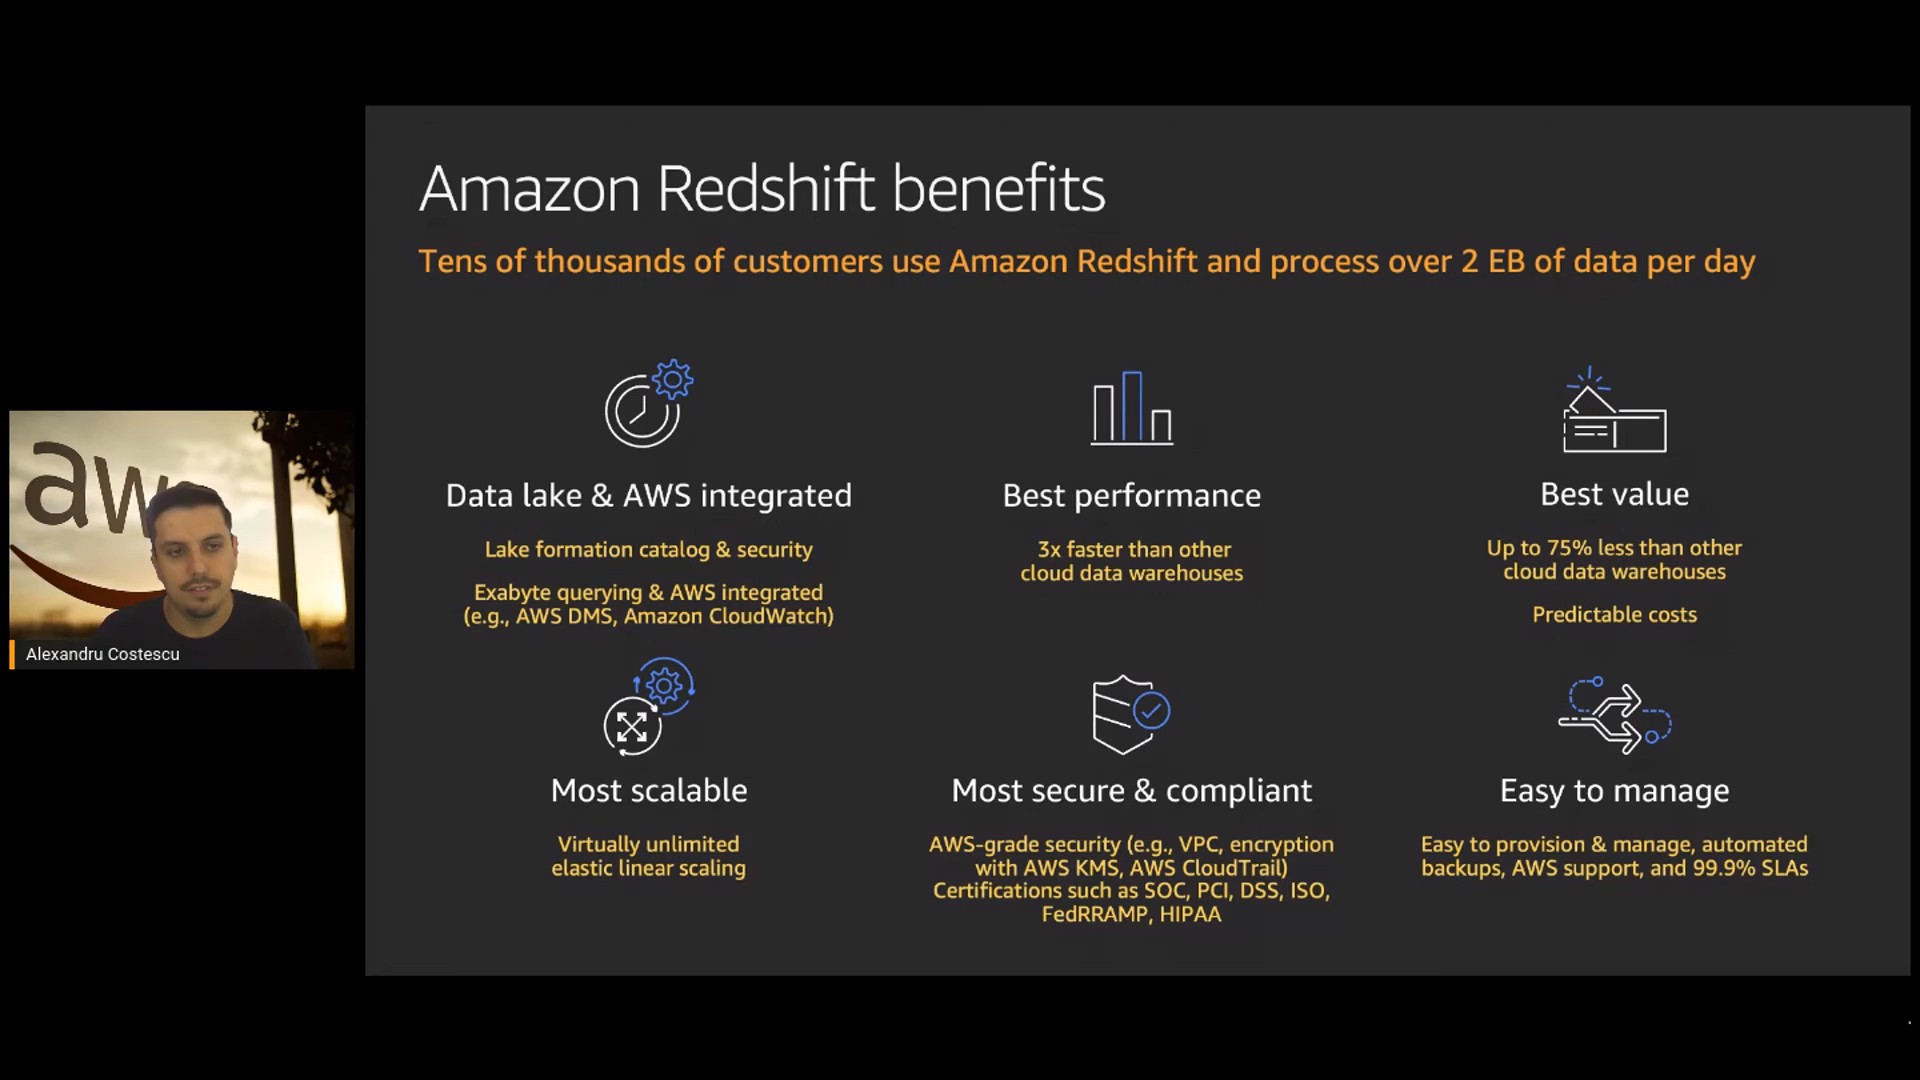 Amazon Redshift benefits
Tens of thousands of customers use Amazon Redshift and process over 2 EB of data per day
Data lake & AWS integrated
Lake formation catalog & security
Exabyte querying & AWS integrated
(e.g., AWS DMS, Amazon CloudWatch)
Best performance
3x faster than other
cloud data warehouses
Best value
Up to 75% less than other
cloud data warehouses
Predictable costs
Most scalable
Virtually unlimited
elastic linear scaling
Most secure & compliant
AWS-grade security (e.g., VPC, encryption
with AWS KMS, AWS CloudTrail)
Certifications such as SOC, PCI, DSS, ISO,
FedRRAMP, HIPAA
Easy to manage
Easy to provision & manage, automated
backups, AWS support, and 99.9% SLAs
aws
Alexandru Costescu